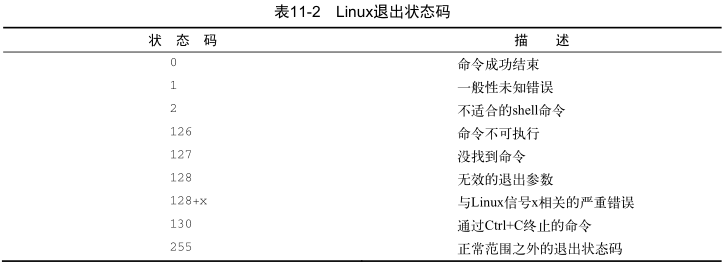 表11-2 Linux退出状态码
状 态 码 描 述
0 命令成功结束
1 一般性未知错误
2 不适合的shell命令
126 命令不可执行
127 没找到命令
128 无效的退出参数
128+x 与Linux信号x相关的严重错误
130 通过Ctrl+C终止的命令
255 正常范围之外的退出状态码